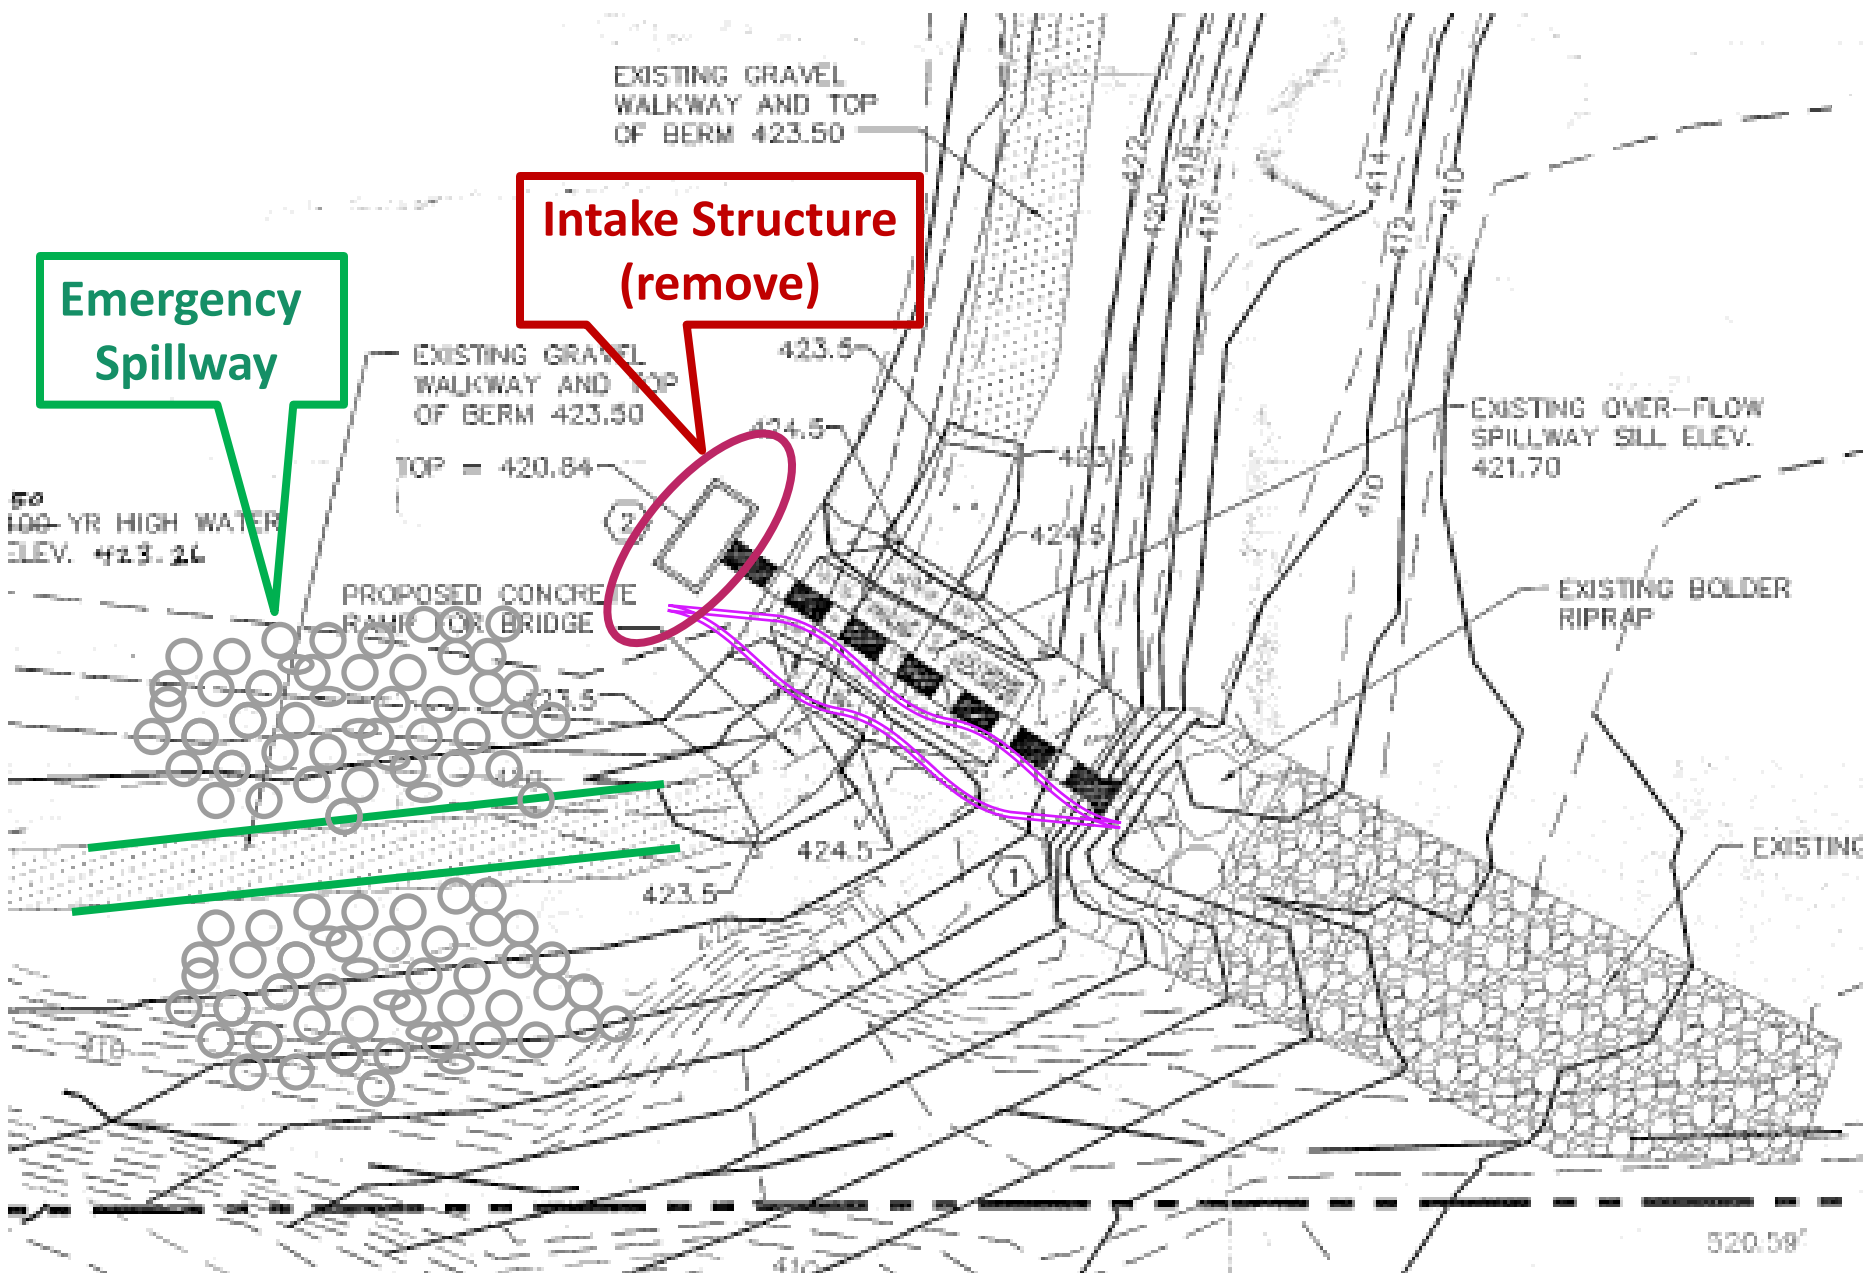 EXISTING GRAVEL
WALKWAY AND TOP
OF BERM 423.50
Intake Structure
(remove)
Emergency
Spillway
EXISTING GRAVEL
WALKWAY AND TOP
OF BERM 423.50
TOP = 420.84
2
50
100-YR HIGH WATER
ELEV. 423.26
PROPOSED CONCRETE
RAMP FOR BRIDGE
423.5
424.5
423.5
424.5
423.5
424.5
423.5
1
422
420
418
416
414
412
410
410
EXISTING OVER-FLOW
SPILLWAY SILL ELEV.
421.70
EXISTING BOLDER
RIPRAP
EXISTING
410
520.59'